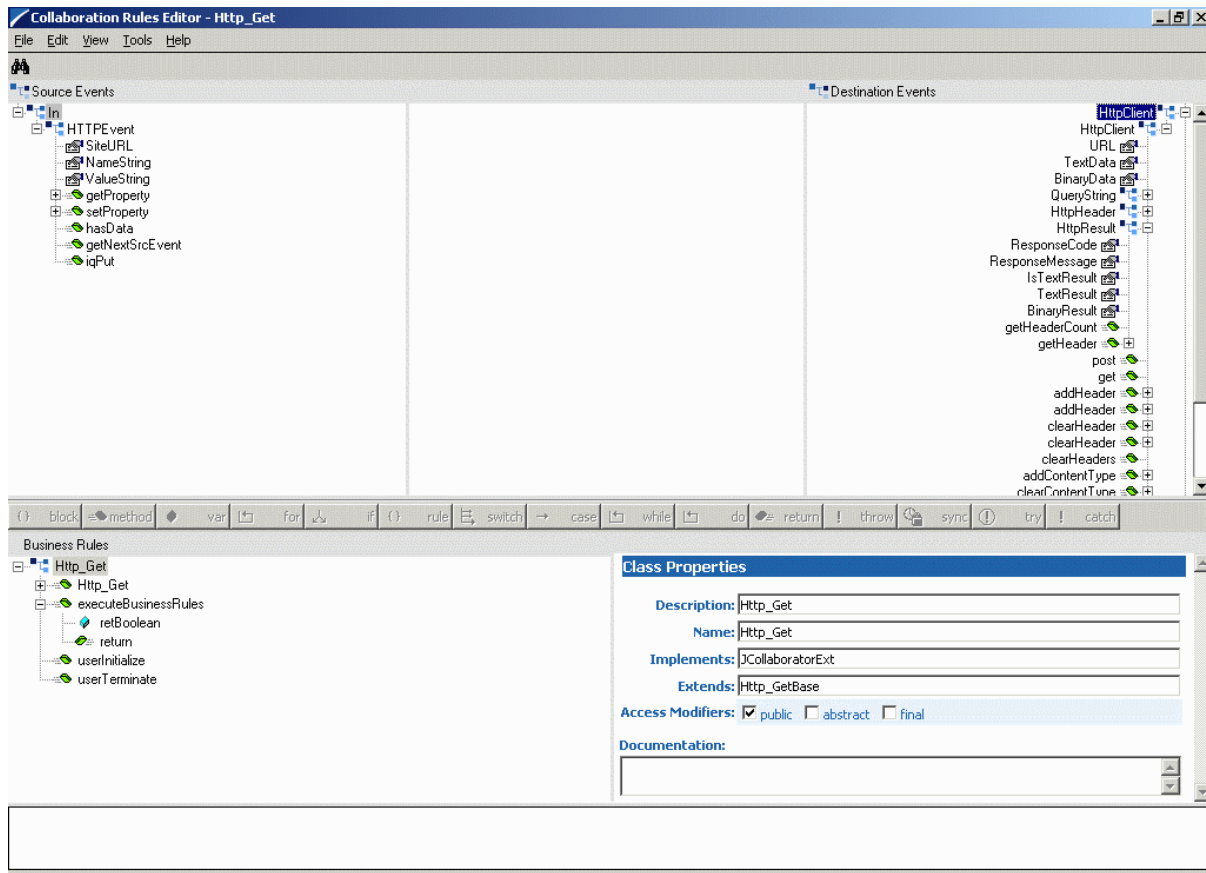 Collaboration Rules Editor - Http_Get
File Edit View Tools Help
Source Events
Destination Events
In
HTTPEvent
SiteURL
NameString
ValueString
getProperty
setProperty
hasData
getNextSrcEvent
iqPut
HttpClient
HttpClient
URL
TextData
BinaryData
QueryString
HttpHeader
HttpResult
ResponseCode
ResponseMessage
IsTextResult
TextResult
BinaryResult
getHeaderCount
getHeader
post
get
addHeader
addHeader
clearHeader
clearHeader
clearHeaders
addContentType
clearContentType
block method var for if rule switch case while do return throw sync try catch
Business Rules
Http_Get
Http_Get
executeBusinessRules
retBoolean
return
userInitialize
userTerminate
Class Properties
Description: Http_Get
Name: Http_Get
Implements: JCollaboratorExt
Extends: Http_GetBase
Access Modifiers: public abstract final
Documentation: